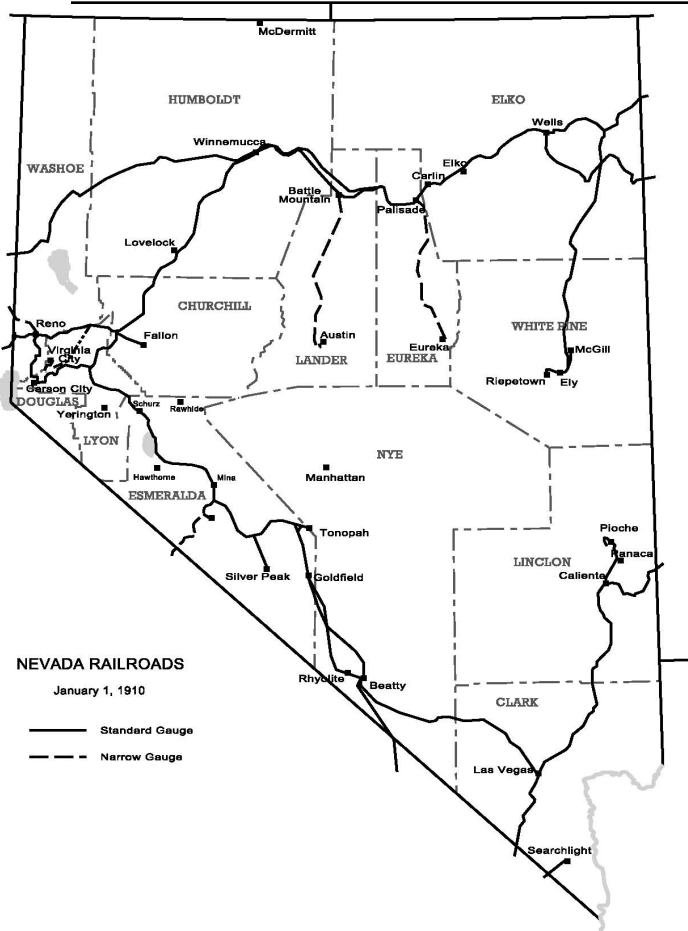 McDermitt
HUMBOLDT
ELKO
Wells
Winnemucca
WASHOE
Elko
Carlin
Battle
Mountain
Palisade
Lovelock
CHURCHILL
Reno
Fallon
Virginia
City
Austin
LANDER
Eureka
EUREKA
WHITE PINE
McGill
Riepetown
Ely
Carson City
DOUGLAS
Yerington
Schurz
Rawhide
LYON
NYE
Hawthorne
Mina
ESMERALDA
Manhattan
Tonopah
Pioche
Panaca
LINCLON
Caliente
Silver Peak
Goldfield
NEVADA RAILROADS
January 1, 1910
Rhyolite
Beatty
CLARK
Standard Gauge
Narrow Gauge
Las Vegas
Searchlight